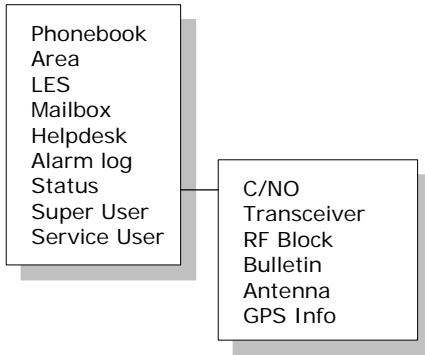 Phonebook
Area
LES
Mailbox
Helpdesk
Alarm log
Status
Super User
Service User
C/NO
Transceiver
RF Block
Bulletin
Antenna
GPS Info